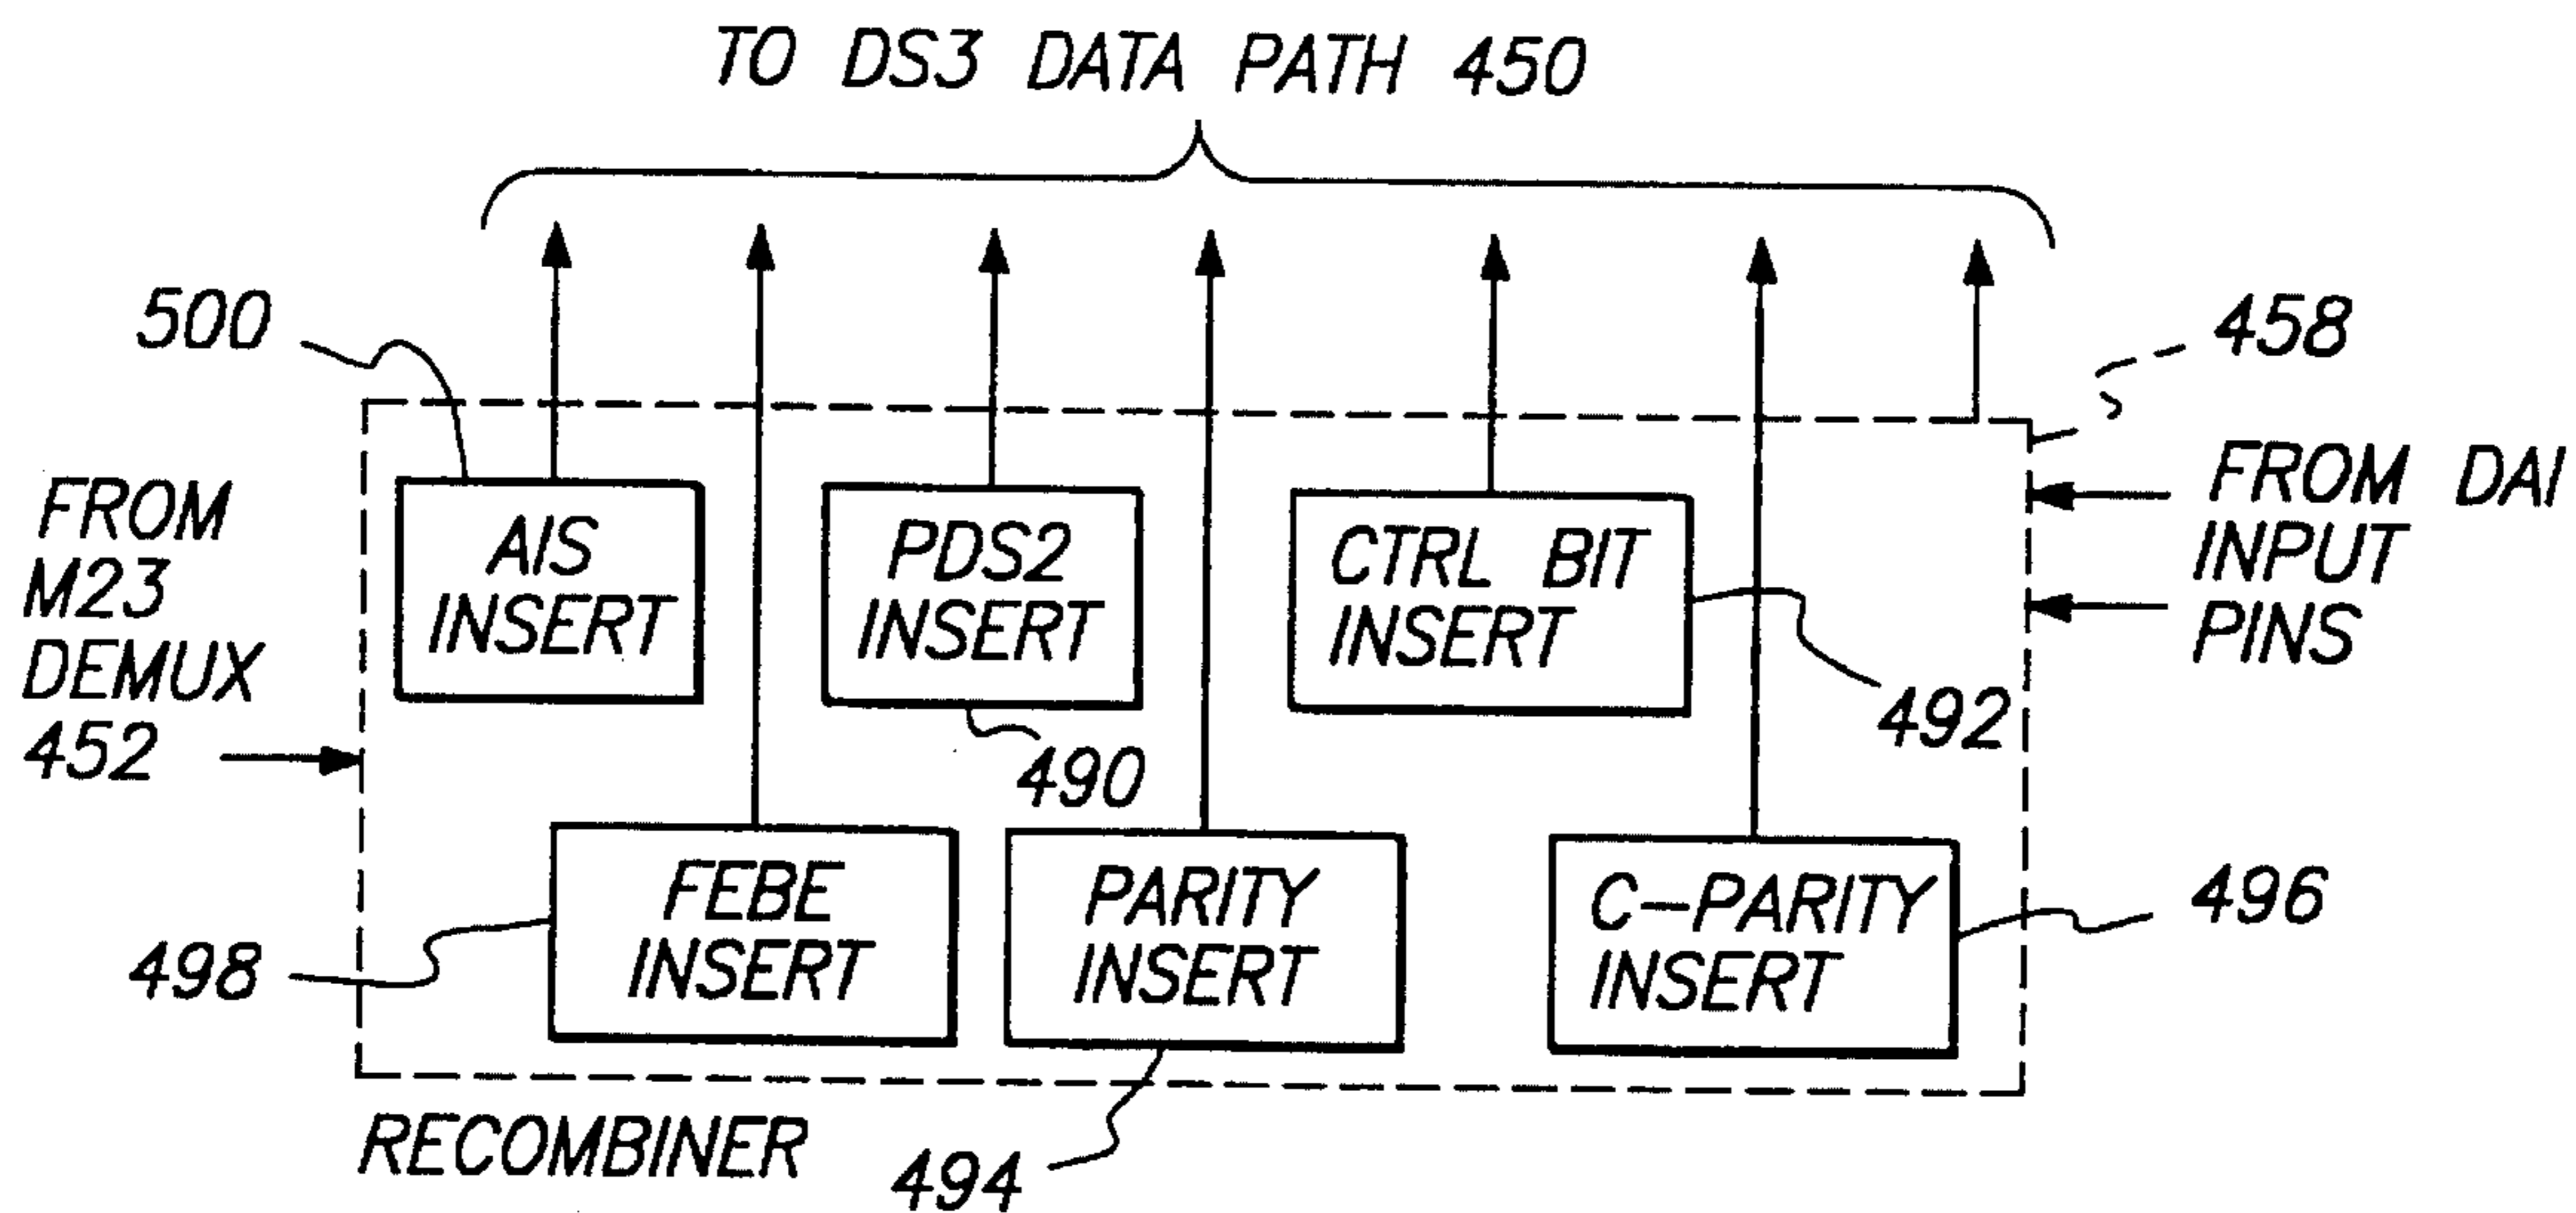 TO DS3 DATA PATH 450
500
458
FROM
M23
DEMUX
452
AIS
INSERT
PDS2
INSERT
490
CTRL BIT
INSERT
492
FROM DAI
INPUT
PINS
498
FEBE
INSERT
PARITY
INSERT
C-PARITY
INSERT
496
RECOMBINER
494